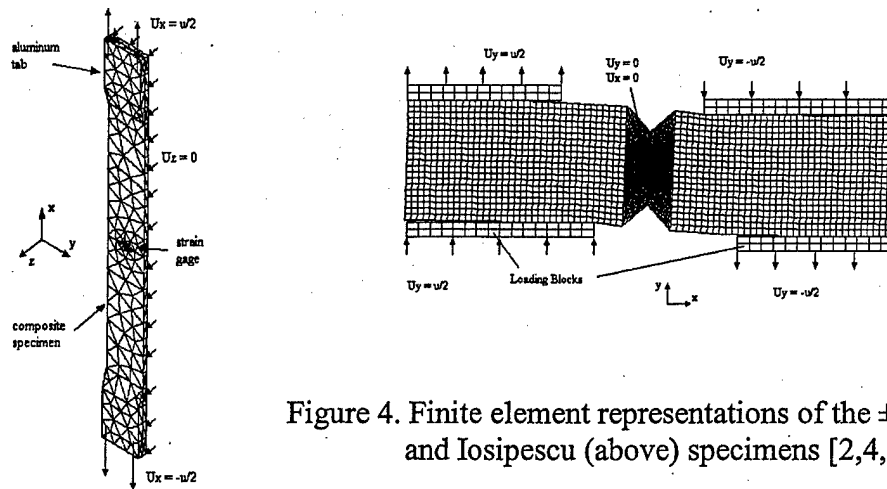 Ux = u/2
aluminum
tab
Uz = 0
x
z
y
strain
gage
composite
specimen
Ux = -u/2
Uy = u/2
Uy = 0
Ux = 0
Uy = -u/2
Loading Blocks
Uy = u/2
y
x
Uy = -u/2
Figure 4. Finite element representations of the ±
and Iosipescu (above) specimens [2,4,